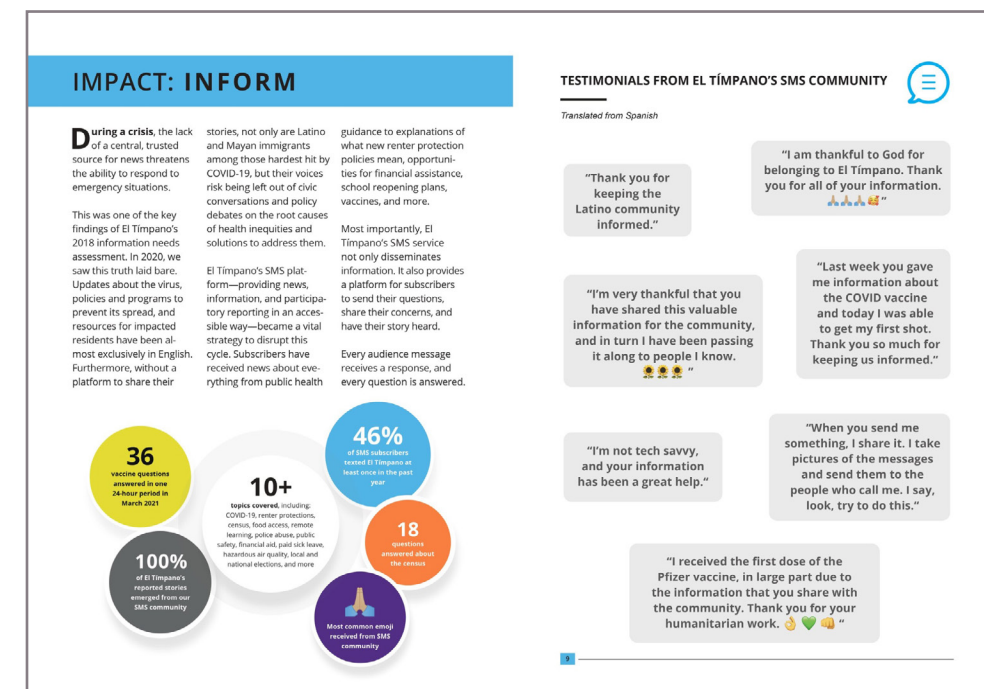 IMPACT: INFORM
During a crisis, the lack
of a central, trusted
source for news threatens
the ability to respond to
emergency situations.
This was one of the key
findings of El Tímpano’s
2018 information needs
assessment. In 2020, we
saw this truth laid bare.
Updates about the virus,
policies and programs to
prevent its spread, and
resources for impacted
residents have been al-
most exclusively in English.
Furthermore, without a
platform to share their
stories, not only are Latino
and Mayan immigrants
among those hardest hit by
COVID-19, but their voices
risk being left out of civic
conversations and policy
debates on the root causes
of health inequities and
solutions to address them.
El Tímpano’s SMS plat-
form—providing news,
information, and participa-
tory reporting in an acces-
sible way—became a vital
strategy to disrupt this
cycle. Subscribers have
received news about eve-
rything from public health
guidance to explanations of
what new renter protection
policies mean, opportuni-
ties for financial assistance,
school reopening plans,
vaccines, and more.
Most importantly, El
Tímpano’s SMS service
not only disseminates
information. It also provides
a platform for subscribers
to send their questions,
share their concerns, and
have their story heard.
Every audience message
receives a response, and
every question is answered.
36
vaccine questions
answered in one
24-hour period in
March 2021
100%
of El Tímpano’s
reported stories
emerged from our
SMS community
10+
topics covered, including:
COVID-19, renter protections,
census, food access, remote
learning, police abuse, public
safety, financial aid, paid sick leave,
hazardous air quality, local and
national elections, and more
46%
of SMS subscribers
texted El Tímpano at
least once in the past
year
18
questions
answered about
the census
🙏🏽
Most common emoji
received from SMS
community
TESTIMONIALS FROM EL TÍMPANO’S SMS COMMUNITY
Translated from Spanish
“Thank you for
keeping the
Latino community
informed.”
“I am thankful to God for
belonging to El Tímpano. Thank
you for all of your information.
🙏🏽🙏🏽🙏🏽🥰“
“I’m very thankful that you
have shared this valuable
information for the community,
and in turn I have been passing
it along to people I know.
🌻🌻🌻 “
“Last week you gave
me information about
the COVID vaccine
and today I was able
to get my first shot.
Thank you so much for
keeping us informed.”
“I’m not tech savvy,
and your information
has been a great help.“
“When you send me
something, I share it. I take
pictures of the messages
and send them to the
people who call me. I say,
look, try to do this.”
“I received the first dose of the
Pfizer vaccine, in large part due to
the information that you share with
the community. Thank you for your
humanitarian work. 👌 💚 👊 “
9